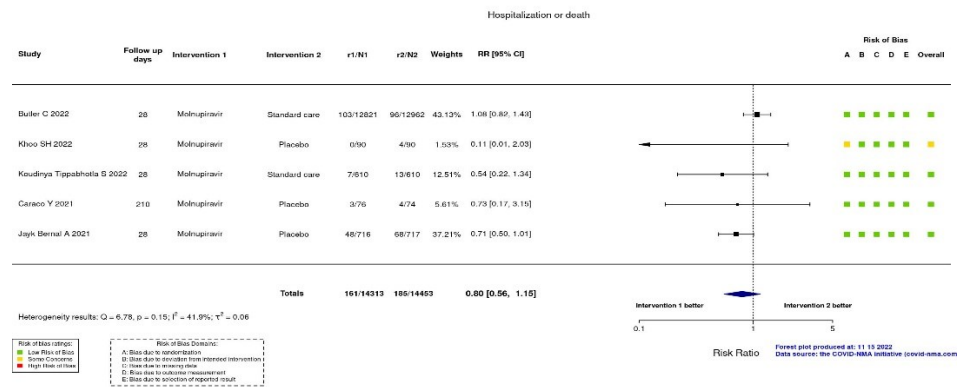 Hospitalization or death
Risk of Bias
Study Follow up days Intervention 1 Intervention 2 r1/N1 r2/N2 Weights RR [95% CI] A B C D E Overall
Butler C 2022 28 Molnupiravir Standard care 103/12821 96/12962 43.13% 1.08 [0.82, 1.43]
Khoo SH 2022 28 Molnupiravir Placebo 0/90 4/90 1.53% 0.11 [0.01, 2.03]
Koudinya Tippabhotla S 2022 28 Molnupiravir Standard care 7/610 13/610 12.51% 0.54 [0.22, 1.34]
Caraco Y 2021 210 Molnupiravir Placebo 3/76 4/74 5.61% 0.73 [0.17, 3.15]
Jayk Bernal A 2021 28 Molnupiravir Placebo 48/716 68/717 37.21% 0.71 [0.50, 1.01]
Totals 161/14313 185/14453 0.80 [0.56, 1.15]
Intervention 1 better Intervention 2 better
Heterogeneity results: Q = 6.78, p = 0.15; I² = 41.9%; τ² = 0.06
0.1 1 5
Risk Ratio
Forest plot produced at: 11 15 2022
Data source: the COVID-NMA initiative (covid-nma.com
Risk of bias ratings:
Low Risk of Bias
Some Concerns
High Risk of Bias
Risk of Bias Domains:
A: Bias due to randomization
B: Bias due to deviation from intended intervention
C: Bias due to missing data
D: Bias due to outcome measurement
E: Bias due to selection of reported result